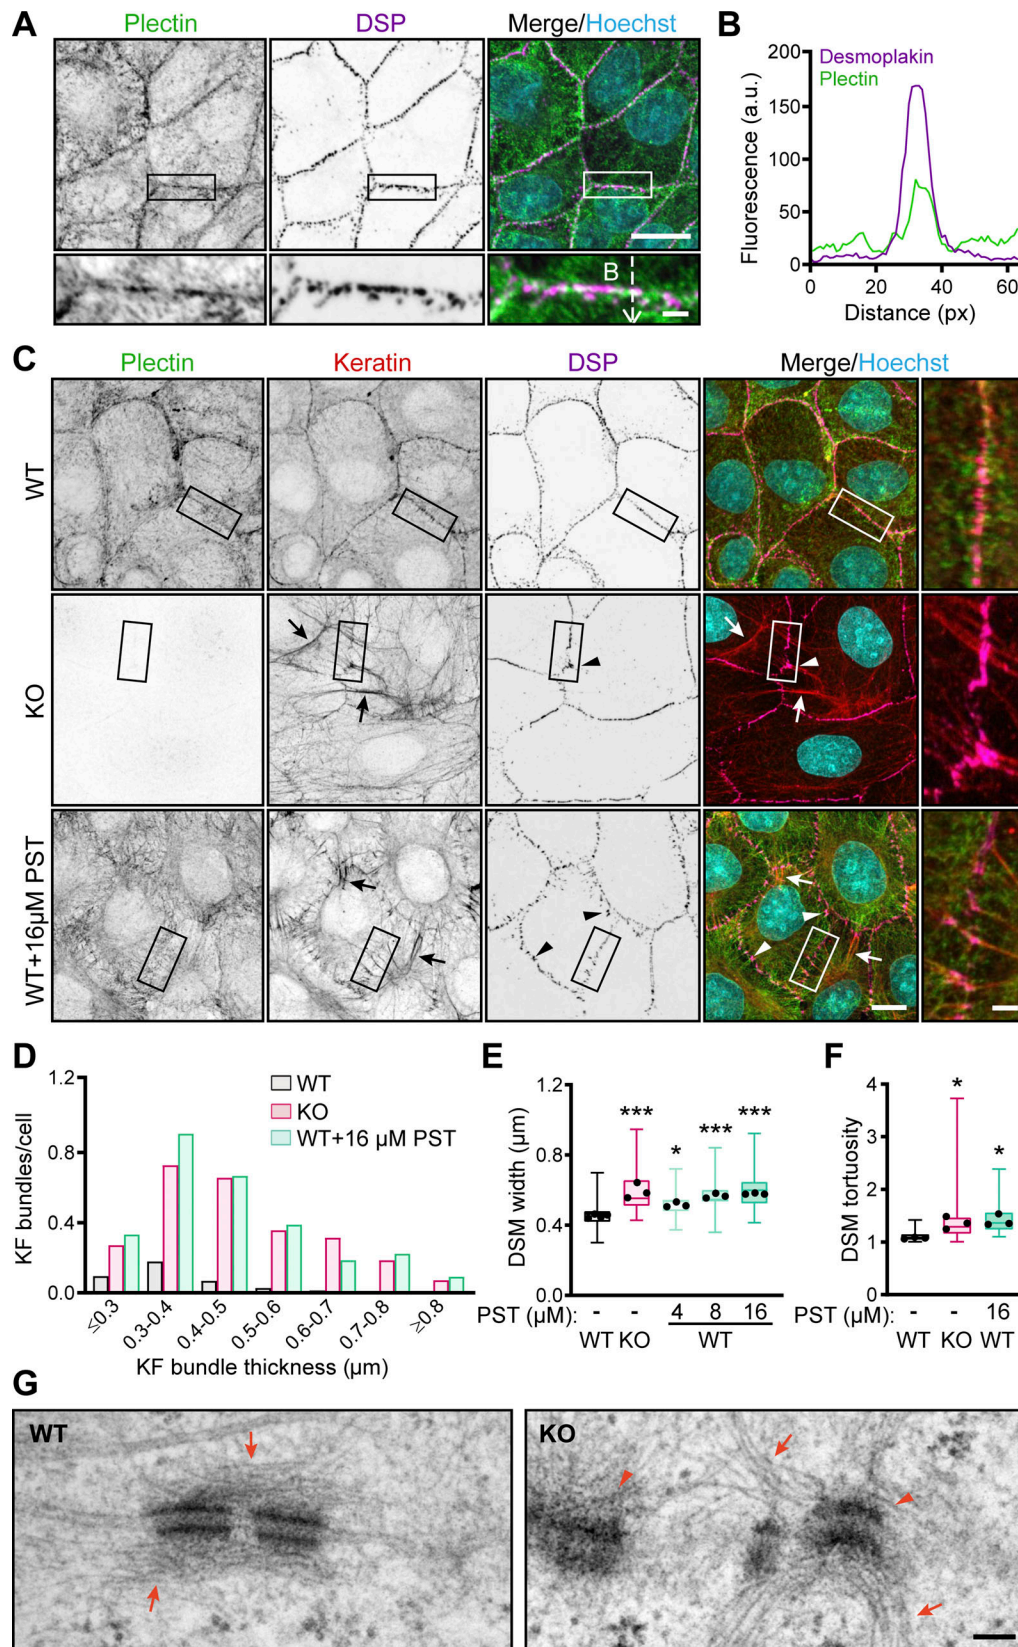 A
Plectin
DSP
Merge/Hoechst
B
B
Desmoplakin
Plectin
Fluorescence (a.u.)
200
150
100
50
0
0
20
40
60
Distance (px)
C
Plectin
Keratin
DSP
Merge/Hoechst
WT
KO
WT+16µM PST
D
KF bundles/cell
1.2
0.8
0.4
0.0
WT
KO
WT+16 µM PST
≤0.3
0.3-0.4
0.4-0.5
0.5-0.6
0.6-0.7
0.7-0.8
≥0.8
KF bundle thickness (µm)
E
DSM width (µm)
1.2
0.8
0.4
0.0
***
*
***
***
PST (µM):
-
-
4
8
16
WT
KO
WT
F
DSM tortuosity
4
3
2
1
0
*
*
PST (µM):
-
-
16
WT
KO
WT
G
WT
KO